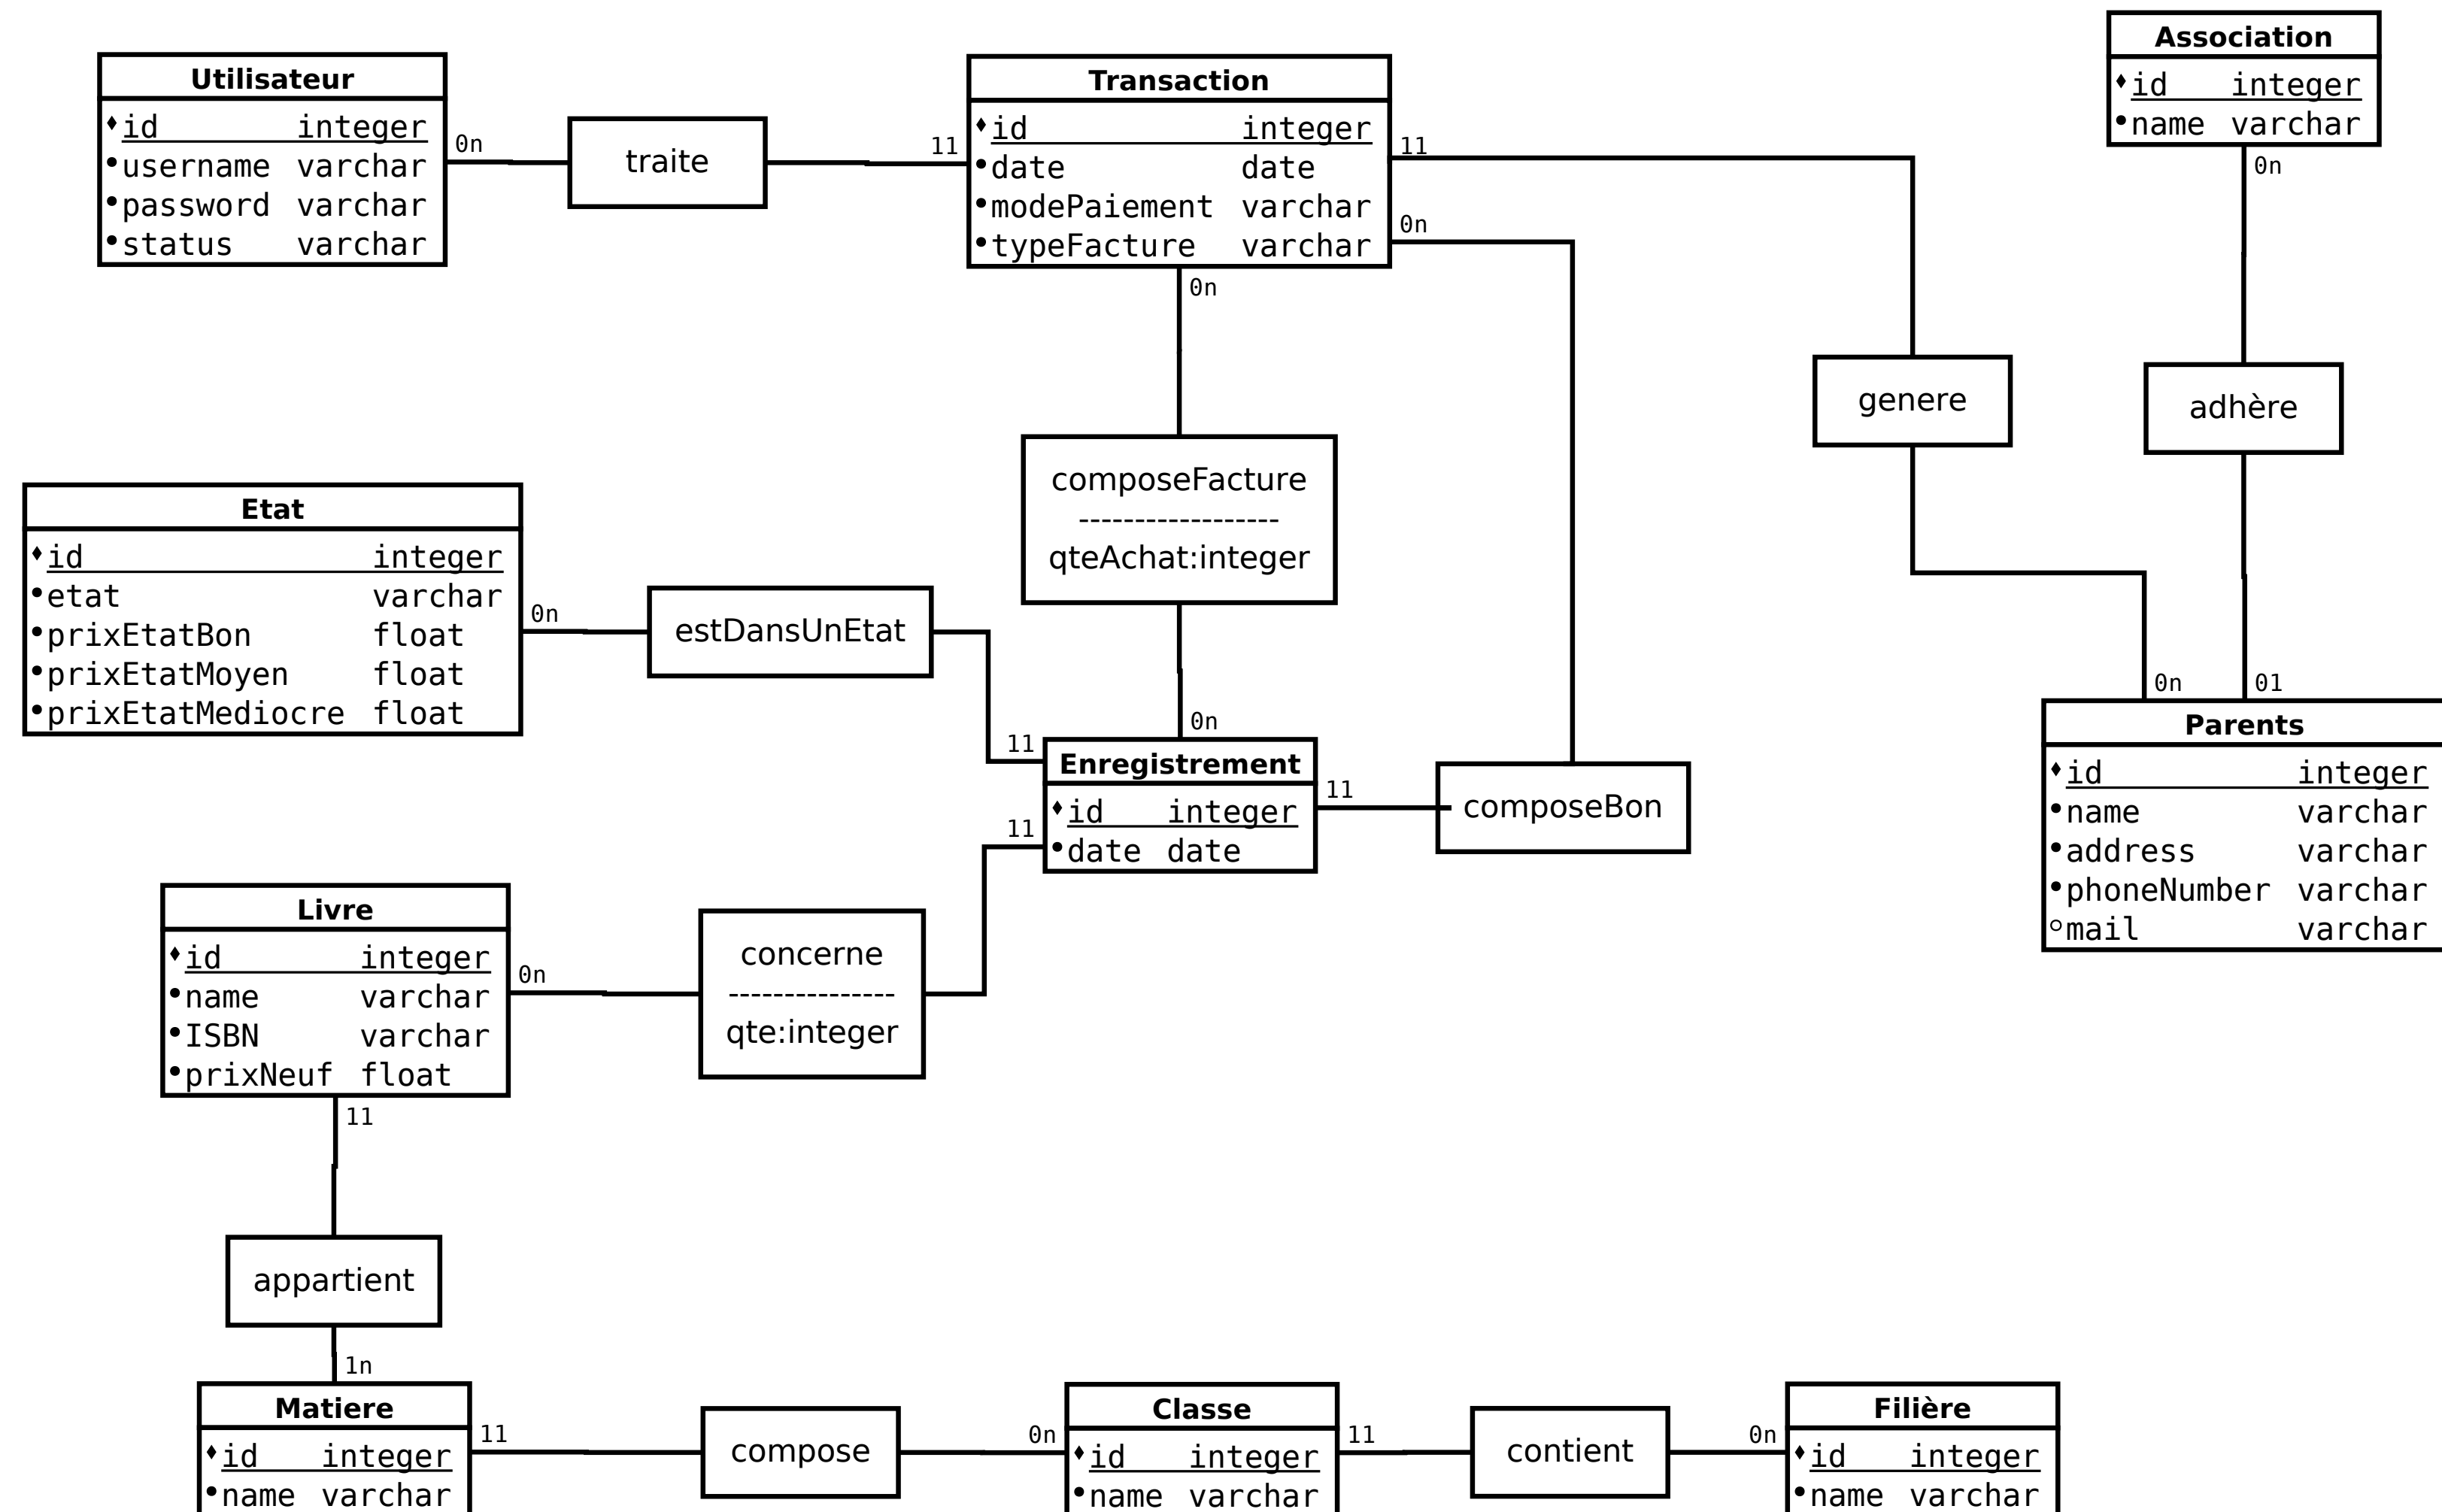 Utilisateur
id integer
username varchar
password varchar
status varchar
0n
traite
11
Transaction
id integer
date date
modePaiement varchar
typeFacture varchar
11
0n
0n
Association
id integer
name varchar
0n
genere
adhère
composeFacture
------------------
qteAchat:integer
Etat
id integer
etat varchar
prixEtatBon float
prixEtatMoyen float
prixEtatMediocre float
0n
estDansUnEtat
11
0n
Enregistrement
id integer
date date
11
11
composeBon
0n
01
Parents
id integer
name varchar
address varchar
phoneNumber varchar
mail varchar
Livre
id integer
name varchar
ISBN varchar
prixNeuf float
0n
concerne
---------------
qte:integer
11
appartient
1n
Matiere
id integer
name varchar
11
compose
0n
Classe
id integer
name varchar
11
contient
0n
Filière
id integer
name varchar